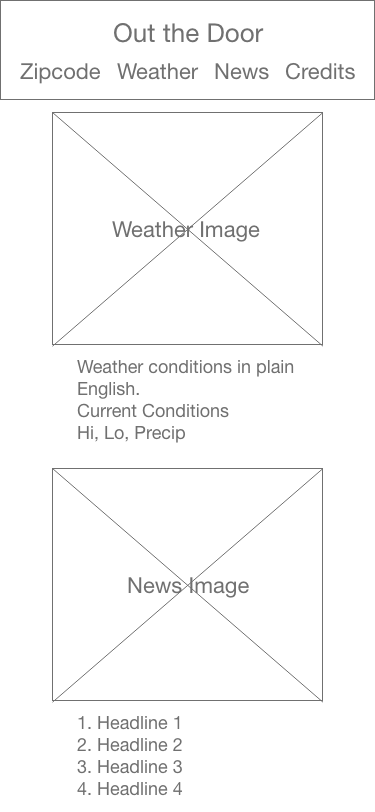 Out the Door
Zipcode Weather News Credits
Weather Image
Weather conditions in plain
English.
Current Conditions
Hi, Lo, Precip
News Image
1. Headline 1
2. Headline 2
3. Headline 3
4. Headline 4